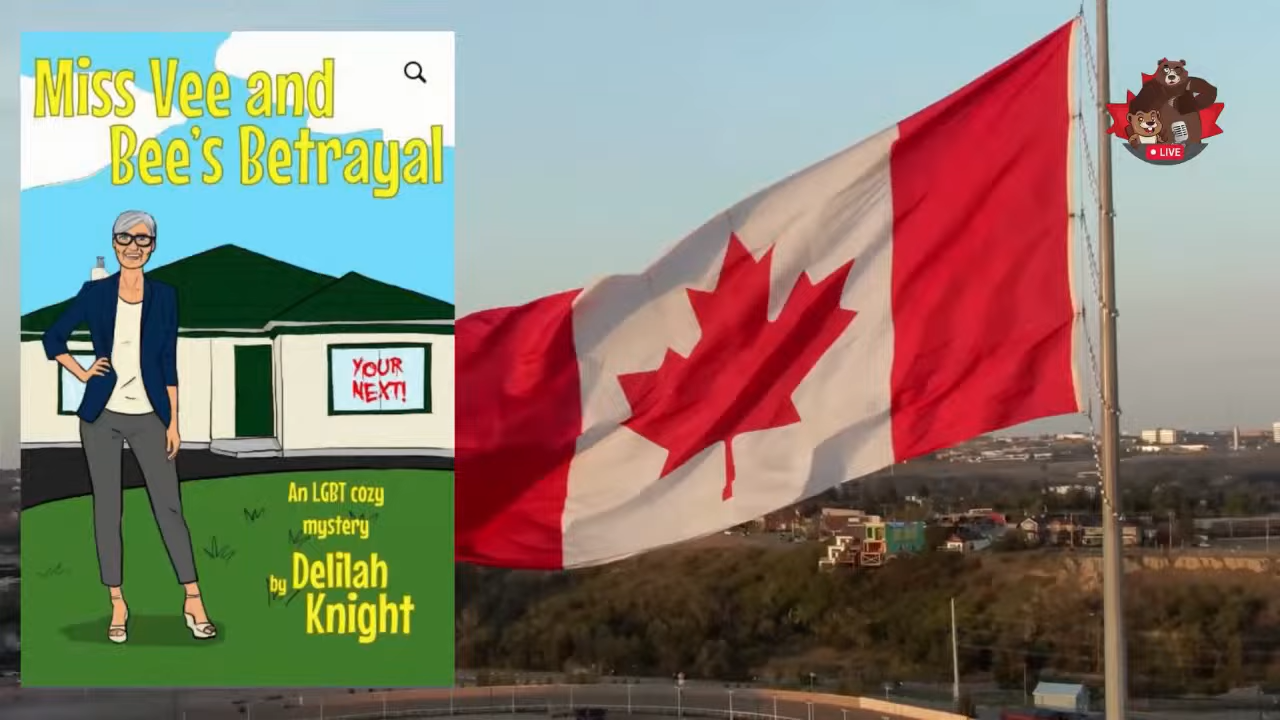 Miss Vee and
Bee's Betrayal
YOUR
NEXT!
An LGBT cozy
mystery
by Delilah
Knight
LIVE